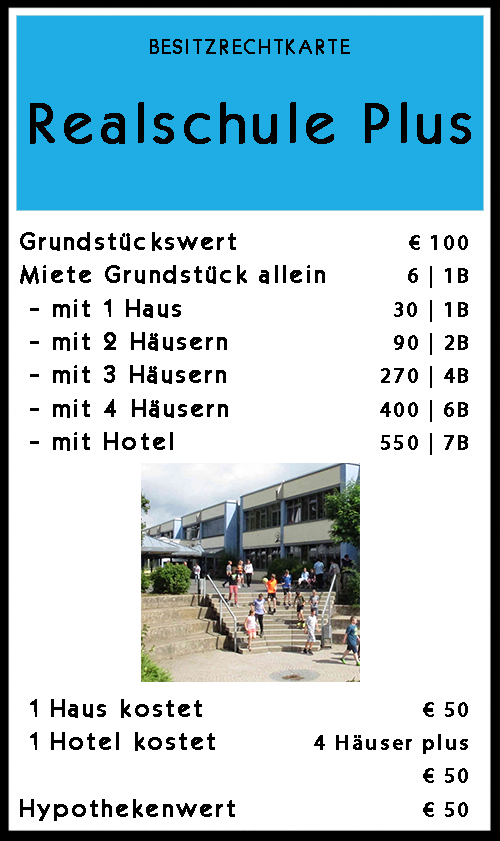 BESITZRECHTKARTE
Realschule Plus
Grundstückswert € 100
Miete Grundstück allein 6 | 1B
- mit 1 Haus 30 | 1B
- mit 2 Häusern 90 | 2B
- mit 3 Häusern 270 | 4B
- mit 4 Häusern 400 | 6B
- mit Hotel 550 | 7B
1 Haus kostet € 50
1 Hotel kostet 4 Häuser plus
€ 50
Hypothekenwert € 50